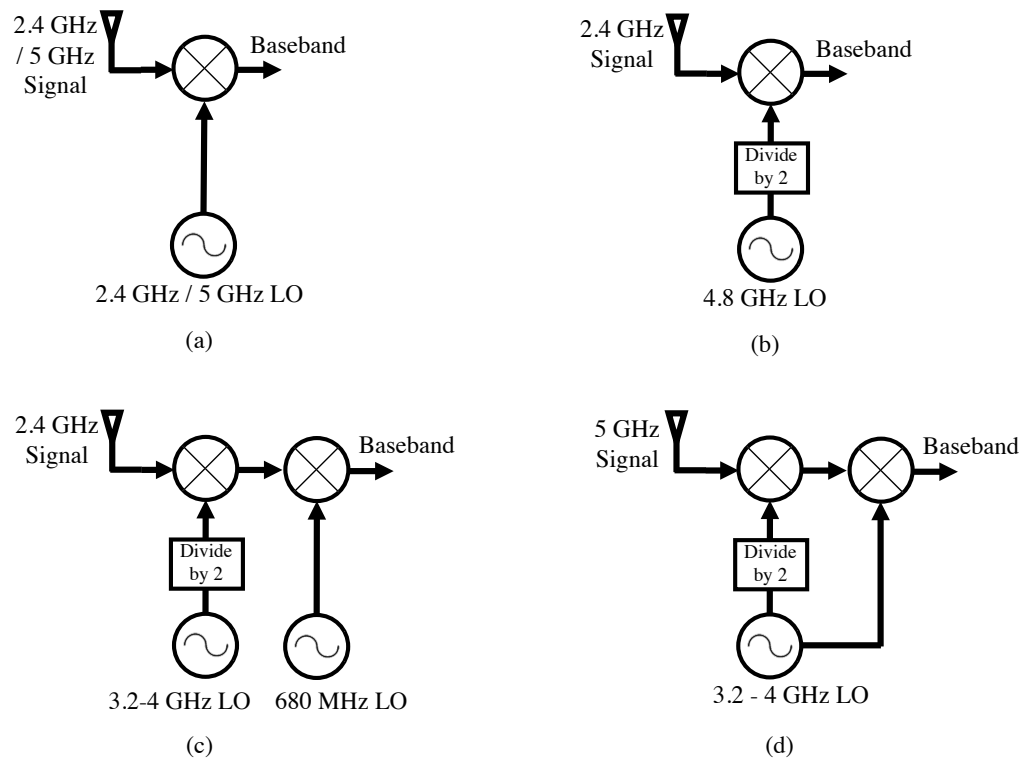 2.4 GHz
/ 5 GHz
Signal
Baseband
2.4 GHz / 5 GHz LO
(a)
2.4 GHz
Signal
Baseband
Divide
by 2
4.8 GHz LO
(b)
2.4 GHz
Signal
Baseband
Divide
by 2
3.2-4 GHz LO
680 MHz LO
(c)
5 GHz
Signal
Baseband
Divide
by 2
3.2 - 4 GHz LO
(d)